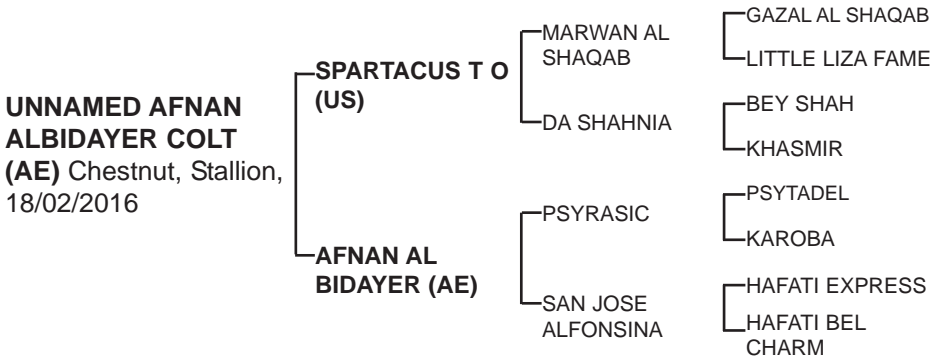 UNNAMED AFNAN
ALBIDAYER COLT
(AE) Chestnut, Stallion,
18/02/2016
SPARTACUS T O
(US)
AFNAN AL
BIDAYER (AE)
MARWAN AL
SHAQAB
DA SHAHNIA
PSYRASIC
SAN JOSE
ALFONSINA
GAZAL AL SHAQAB
LITTLE LIZA FAME
BEY SHAH
KHASMIR
PSYTADEL
KAROBA
HAFATI EXPRESS
HAFATI BEL
CHARM